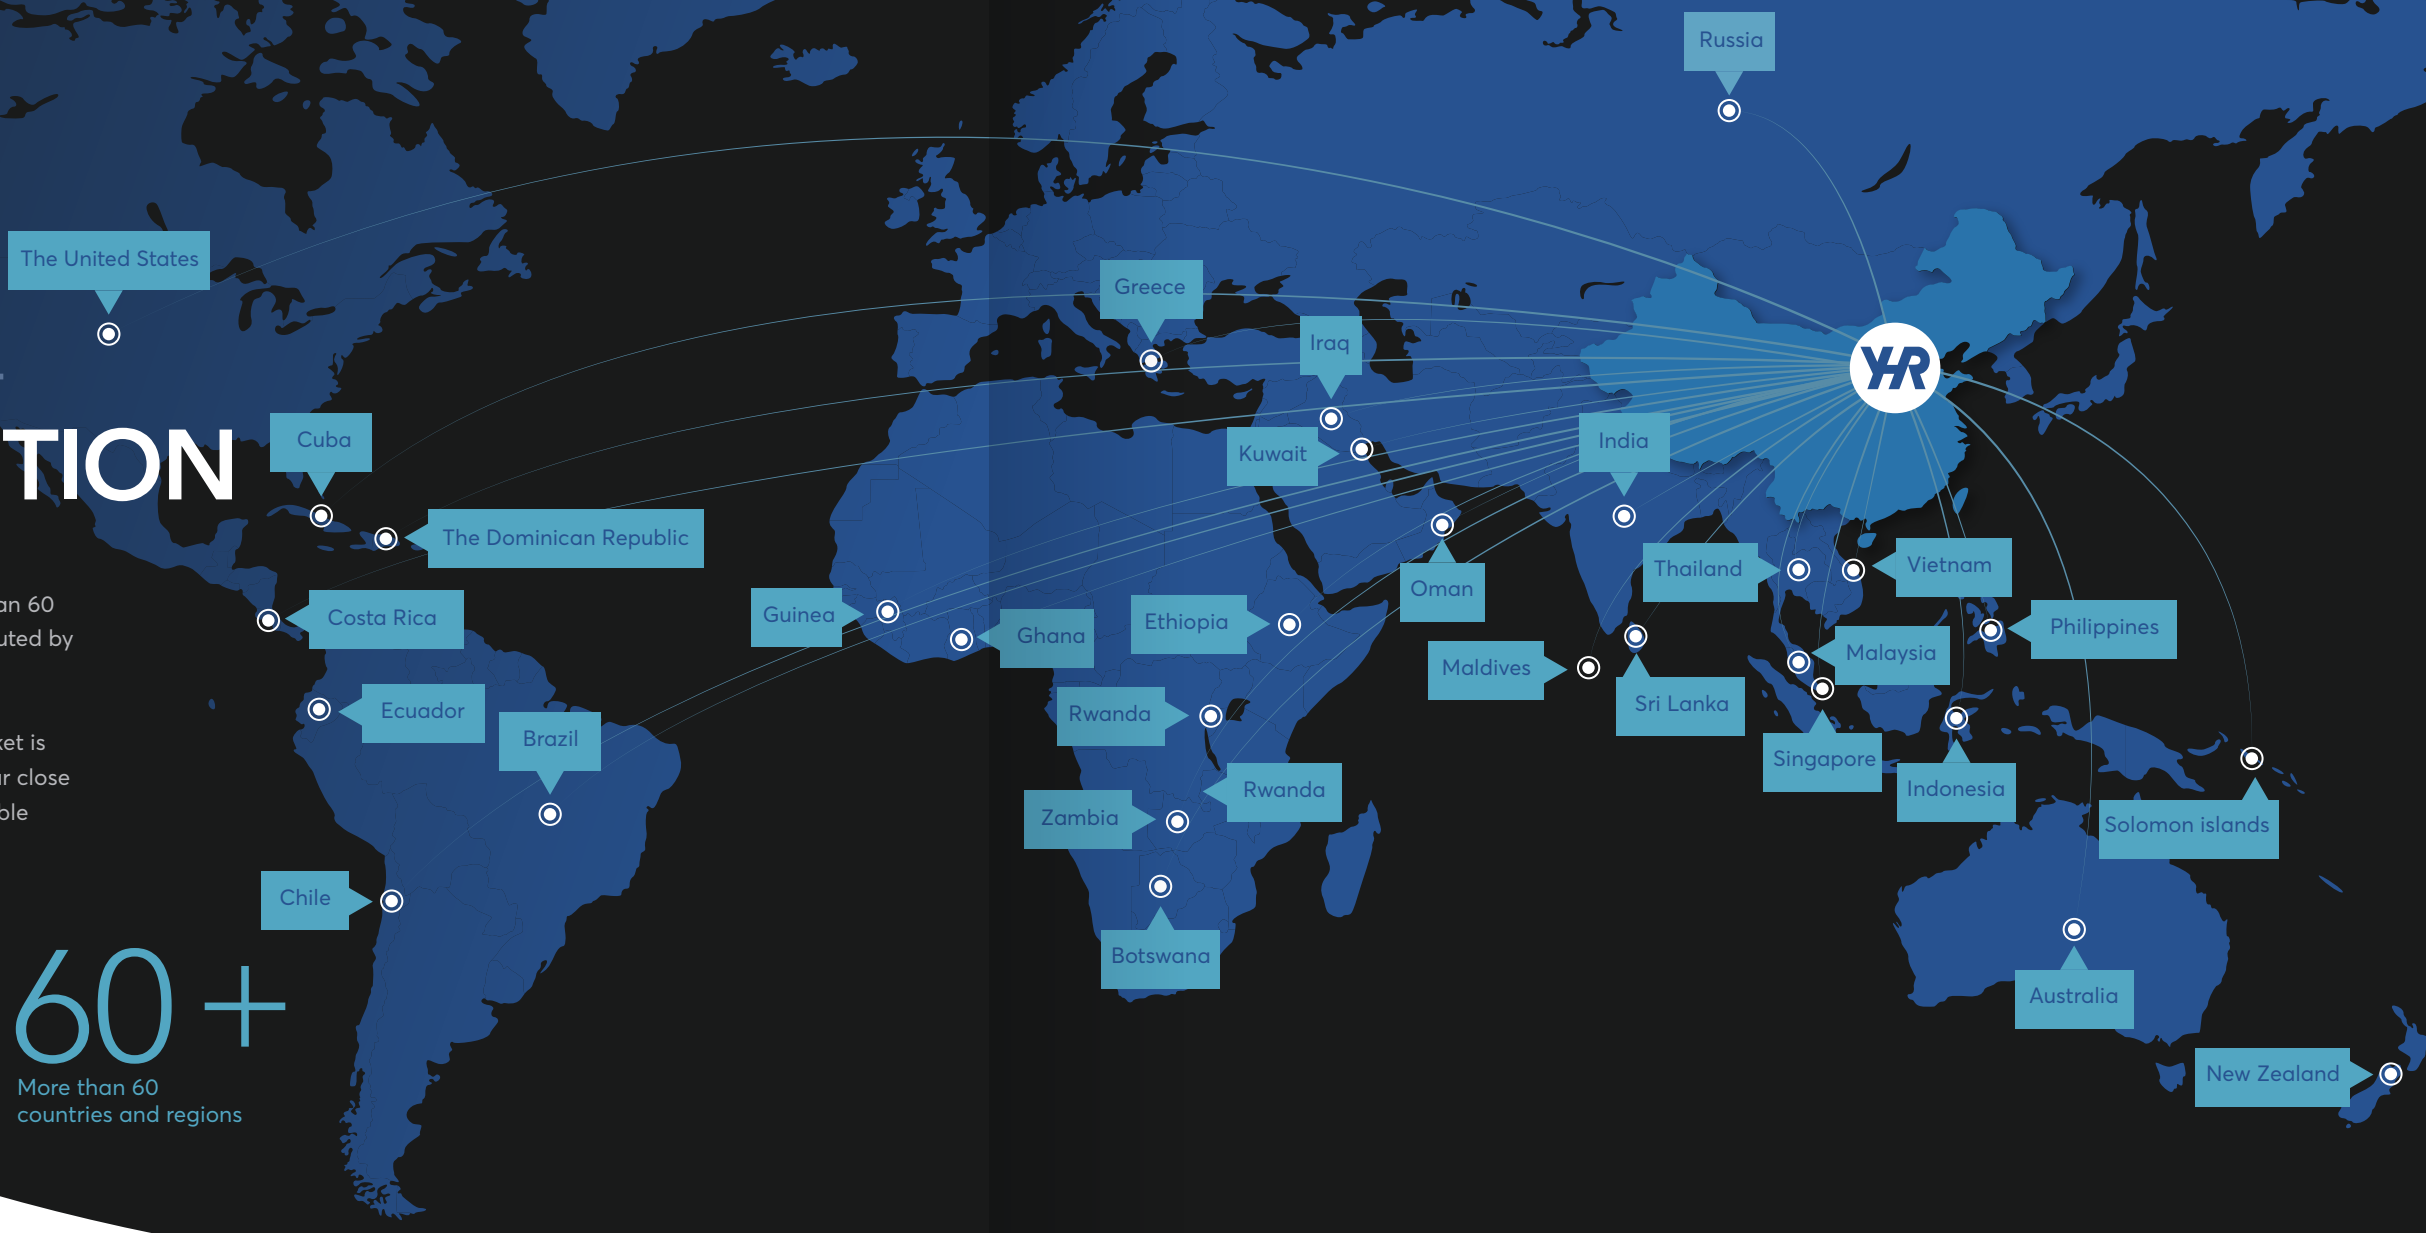 Russia
The United States
Greece
Iraq
Cuba
TION
Kuwait
India
YHR
The Dominican Republic
Oman
Thailand
Vietnam
an 60
uted by
Costa Rica
Guinea
Ghana
Ethiopia
Maldives
Sri Lanka
Malaysia
Philippines
Ecuador
Brazil
Rwanda
Singapore
Indonesia
Solomon islands
ket is
ur close
ble
Zambia
Rwanda
Chile
Botswana
Australia
60 +
More than 60
countries and regions
New Zealand